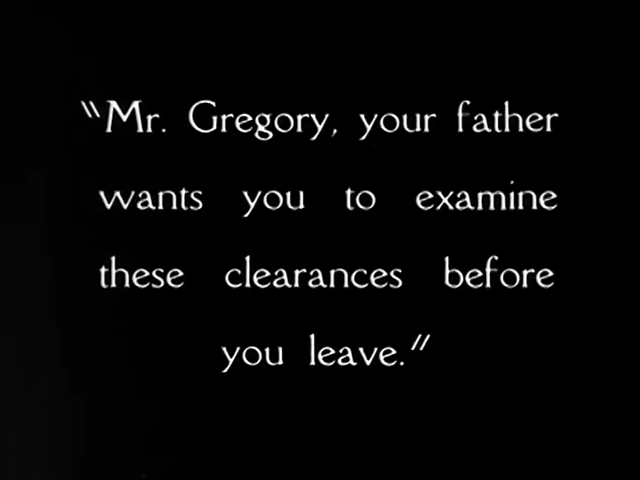 "Mr. Gregory, your father
wants you to examine
these clearances before
you leave."